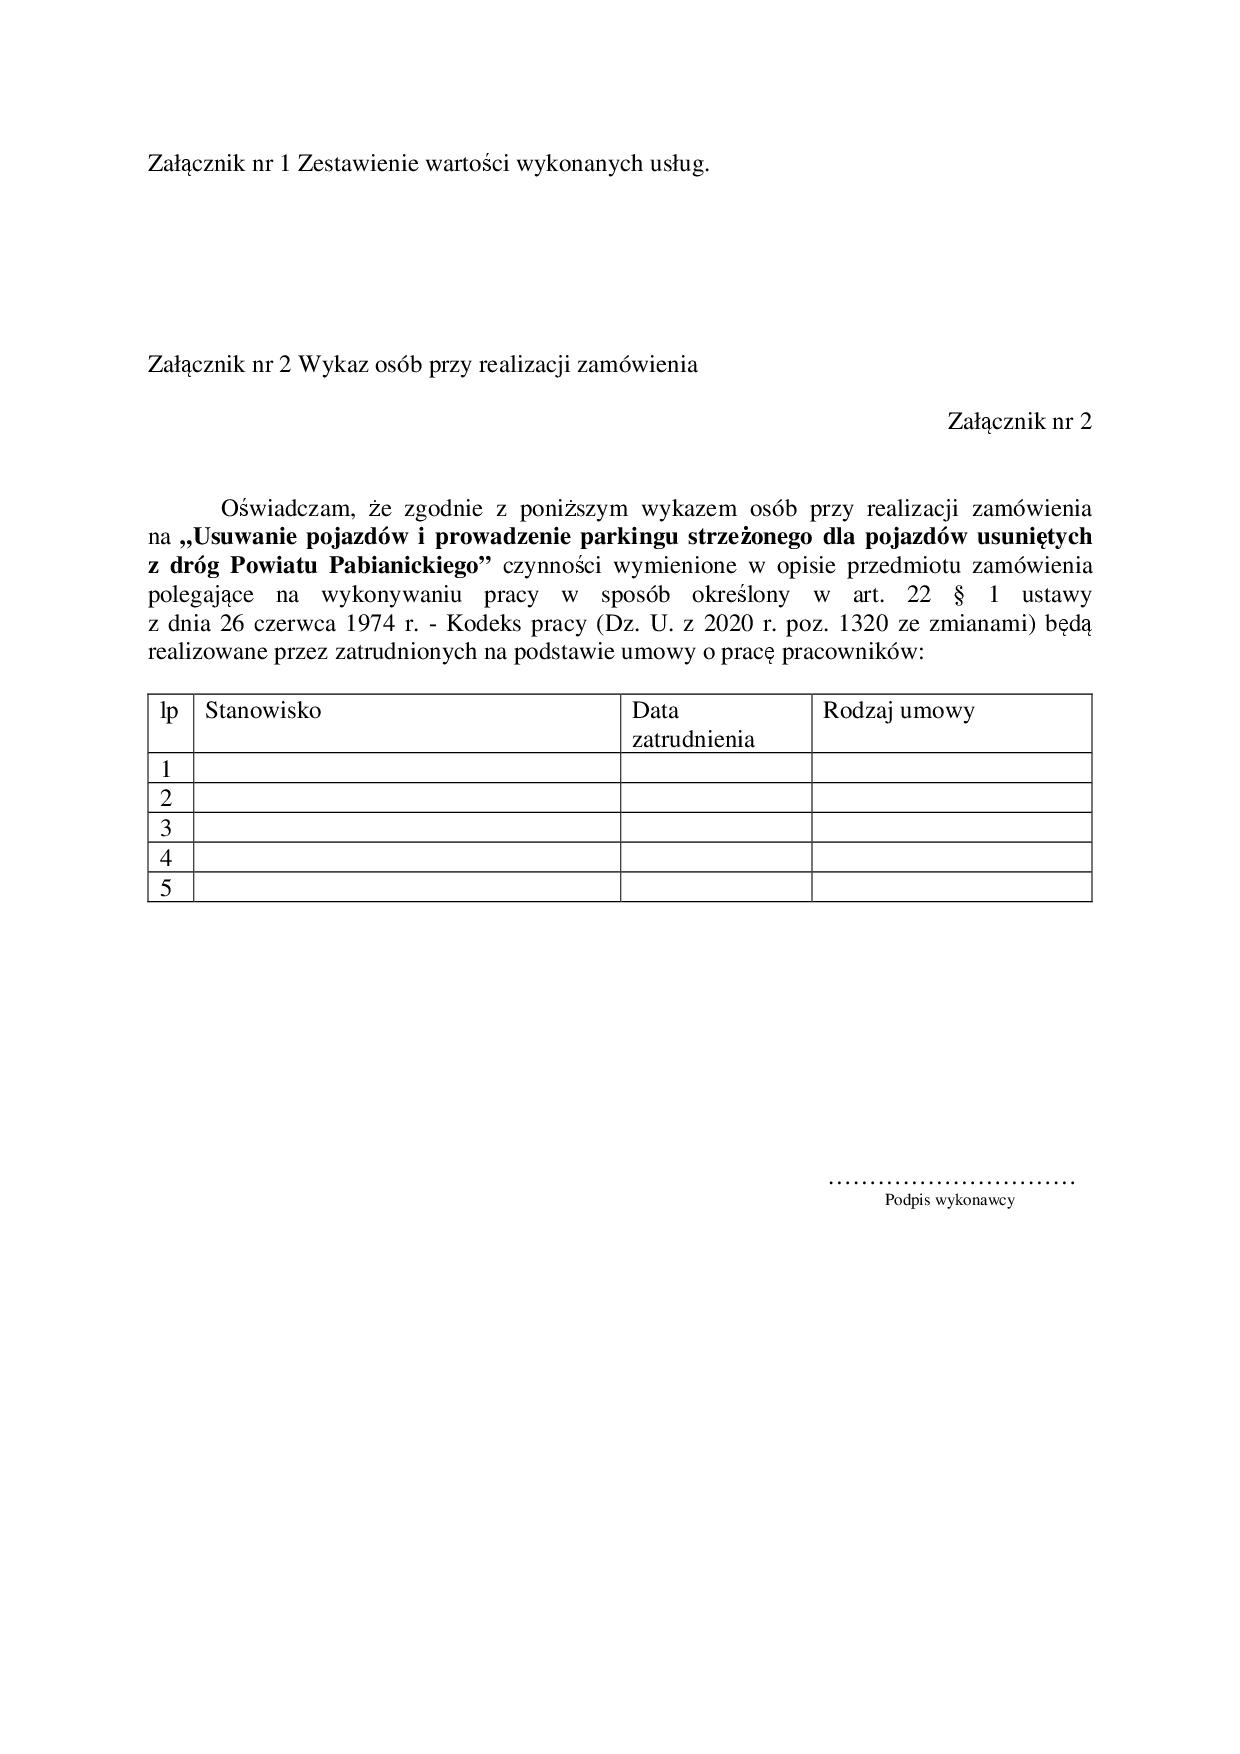 Załącznik nr 1 Zestawienie wartości wykonanych usług.
Załącznik nr 2 Wykaz osób przy realizacji zamówienia
Załącznik nr 2
Oświadczam, że zgodnie z poniższym wykazem osób przy realizacji zamówienia
na „Usuwanie pojazdów i prowadzenie parkingu strzeżonego dla pojazdów usuniętych
z dróg Powiatu Pabianickiego” czynności wymienione w opisie przedmiotu zamówienia
polegające na wykonywaniu pracy w sposób określony w art. 22 § 1 ustawy
z dnia 26 czerwca 1974 r. - Kodeks pracy (Dz. U. z 2020 r. poz. 1320 ze zmianami) będą
realizowane przez zatrudnionych na podstawie umowy o pracę pracowników:
lp Stanowisko Data zatrudnienia Rodzaj umowy
1
2
3
4
5
…………………………
Podpis wykonawcy